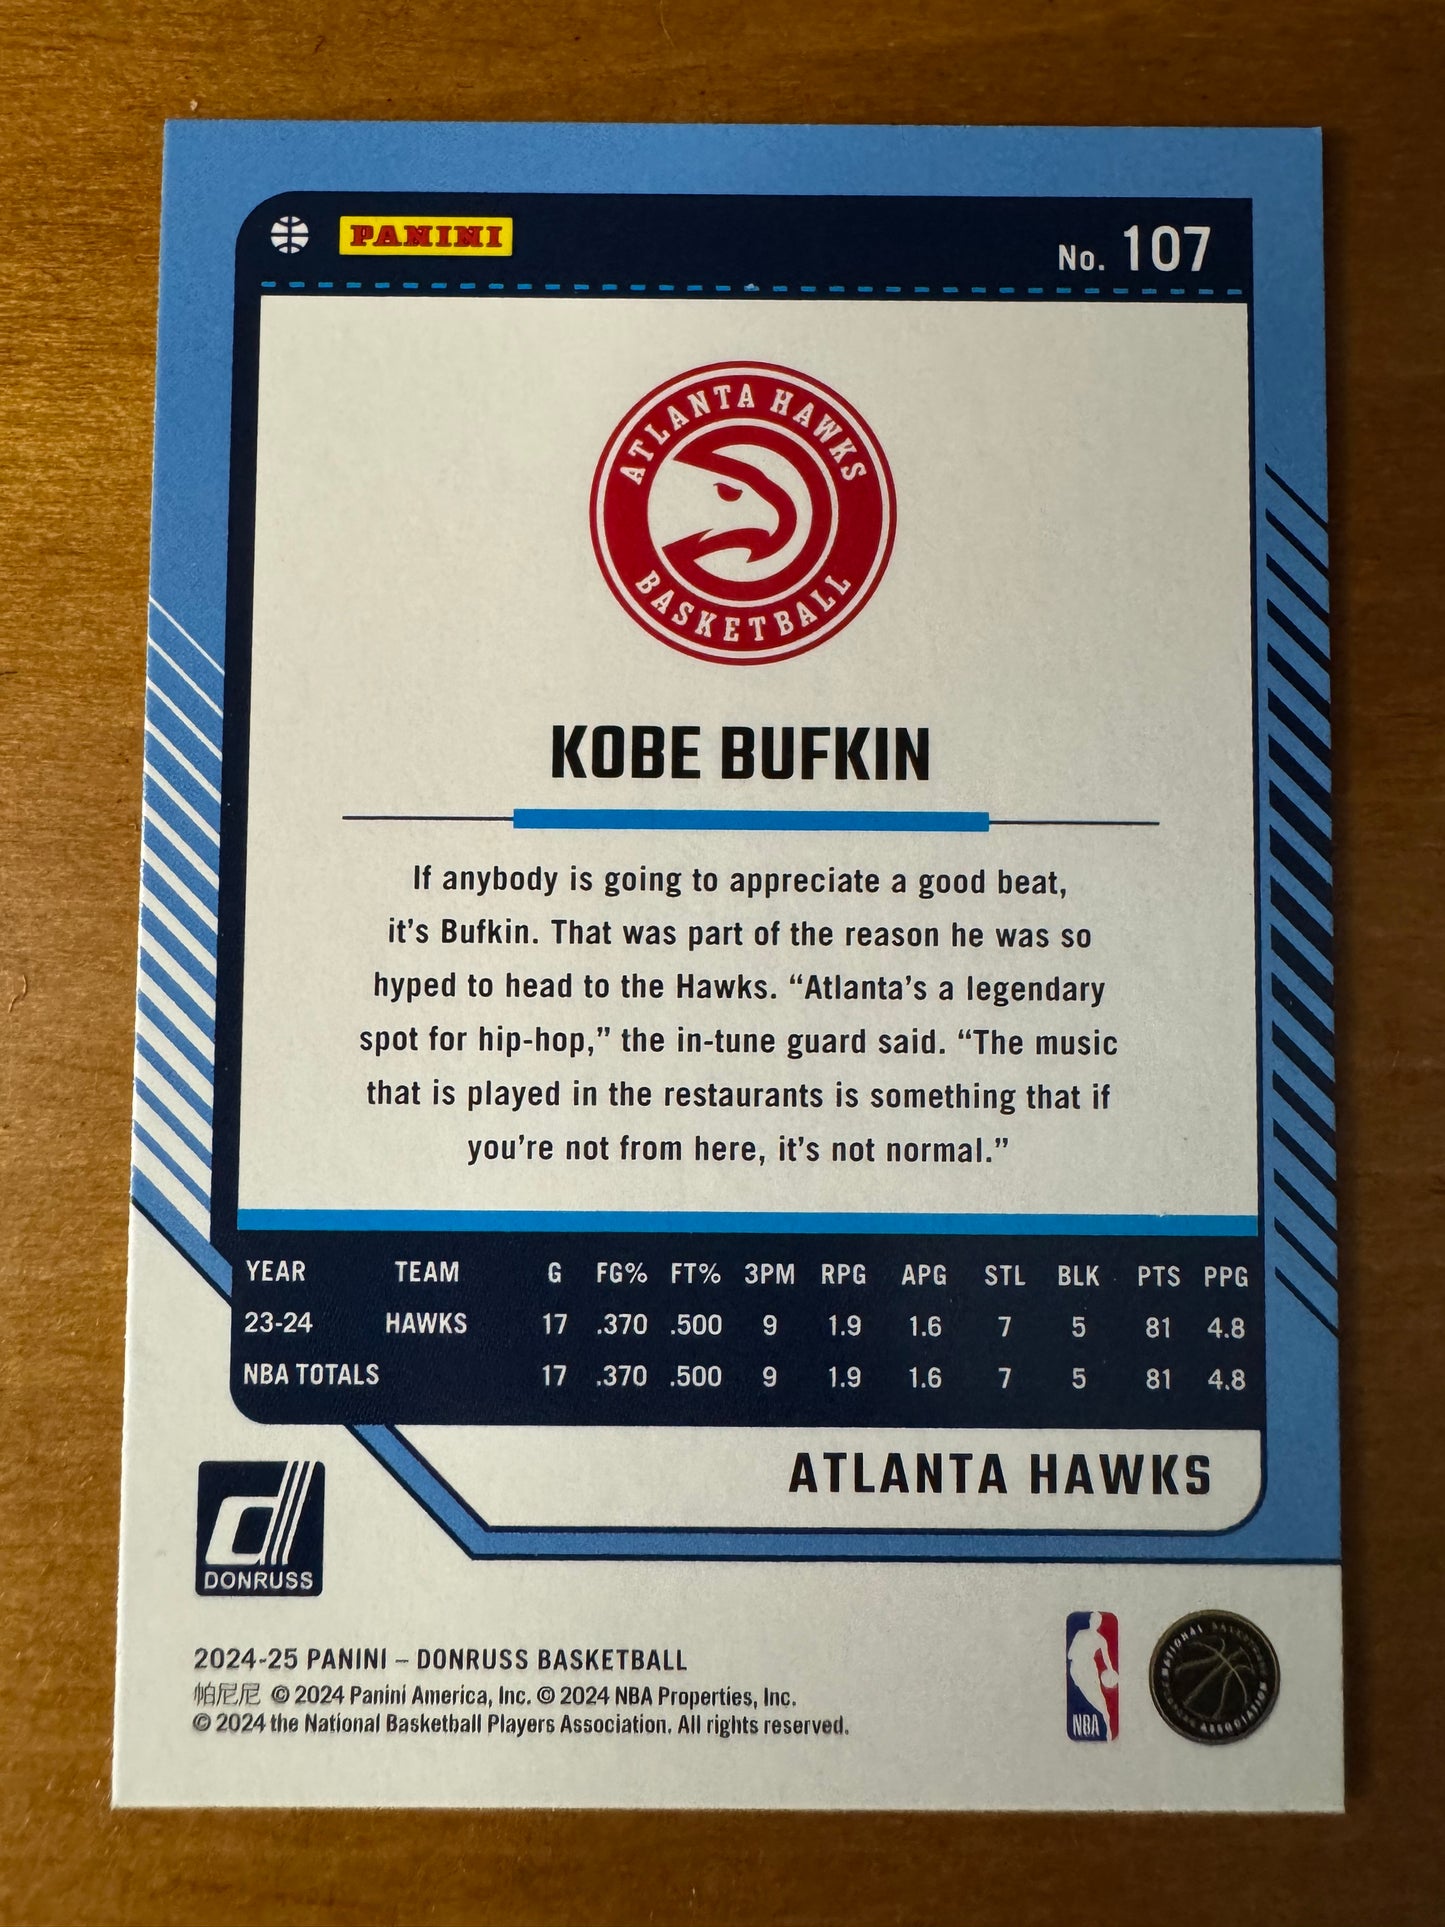 PANINI
No. 107
ATLANTA HAWKS
BASKETBALL
KOBE BUFKIN
If anybody is going to appreciate a good beat,
it’s Bufkin. That was part of the reason he was so
hyped to head to the Hawks. “Atlanta’s a legendary
spot for hip-hop,” the in-tune guard said. “The music
that is played in the restaurants is something that if
you’re not from here, it’s not normal.”
YEAR TEAM G FG% FT% 3PM RPG APG STL BLK PTS PPG
23-24 HAWKS 17 .370 .500 9 1.9 1.6 7 5 81 4.8
NBA TOTALS 17 .370 .500 9 1.9 1.6 7 5 81 4.8
ATLANTA HAWKS
d
DONRUSS
2024-25 PANINI – DONRUSS BASKETBALL
帕尼尼 © 2024 Panini America, Inc. © 2024 NBA Properties, Inc.
© 2024 the National Basketball Players Association. All rights reserved.
NBA
NATIONAL BASKETBALL
PLAYERS ASSOCIATION